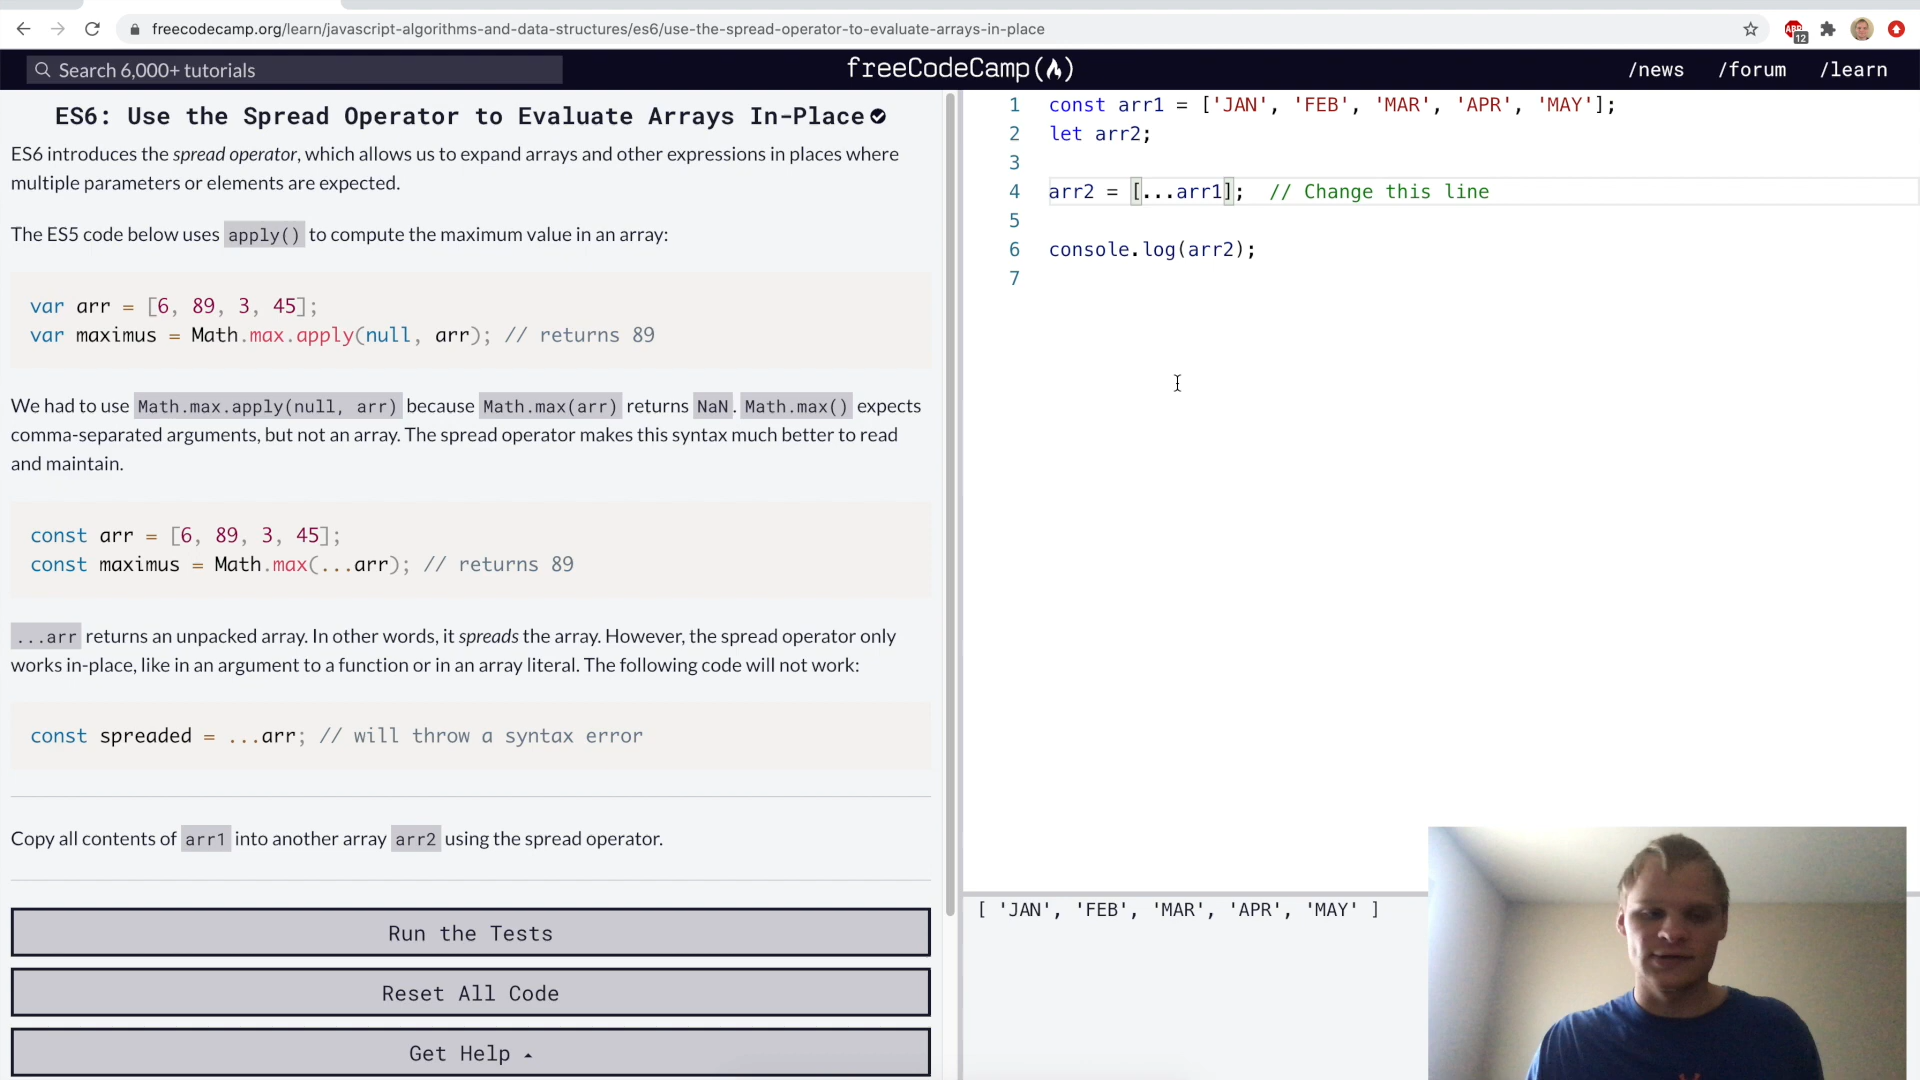 freecodecamp.org/learn/javascript-algorithms-and-data-structures/es6/use-the-spread-operator-to-evaluate-arrays-in-place
ABP
12
Search 6,000+ tutorials
freeCodeCamp
/news
/forum
/learn
ES6: Use the Spread Operator to Evaluate Arrays In-Place
ES6 introduces the spread operator, which allows us to expand arrays and other expressions in places where
multiple parameters or elements are expected.
The ES5 code below uses apply() to compute the maximum value in an array:
var arr = [6, 89, 3, 45];
var maximus = Math.max.apply(null, arr); // returns 89
We had to use Math.max.apply(null, arr) because Math.max(arr) returns NaN. Math.max() expects
comma-separated arguments, but not an array. The spread operator makes this syntax much better to read
and maintain.
const arr = [6, 89, 3, 45];
const maximus = Math.max(...arr); // returns 89
...arr returns an unpacked array. In other words, it spreads the array. However, the spread operator only
works in-place, like in an argument to a function or in an array literal. The following code will not work:
const spreaded = ...arr; // will throw a syntax error
Copy all contents of arr1 into another array arr2 using the spread operator.
Run the Tests
Reset All Code
Get Help
1 const arr1 = ['JAN', 'FEB', 'MAR', 'APR', 'MAY'];
2 let arr2;
3
4 arr2 = [...arr1]; // Change this line
5
6 console.log(arr2);
7
[ 'JAN', 'FEB', 'MAR', 'APR', 'MAY' ]